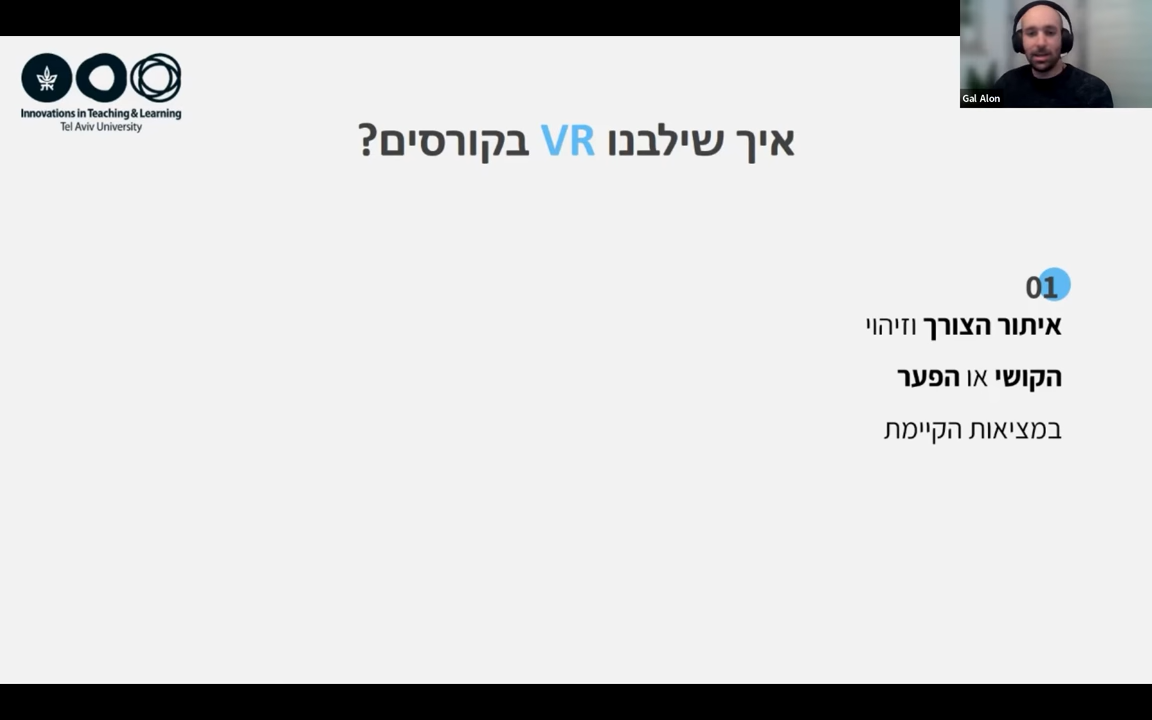 Innovations in Teaching & Learning
Tel Aviv University
Gal Alon
איך שילבנו VR בקורסים?
01
איתור הצורך וזיהוי
הקושי או הפער
במציאות הקיימת